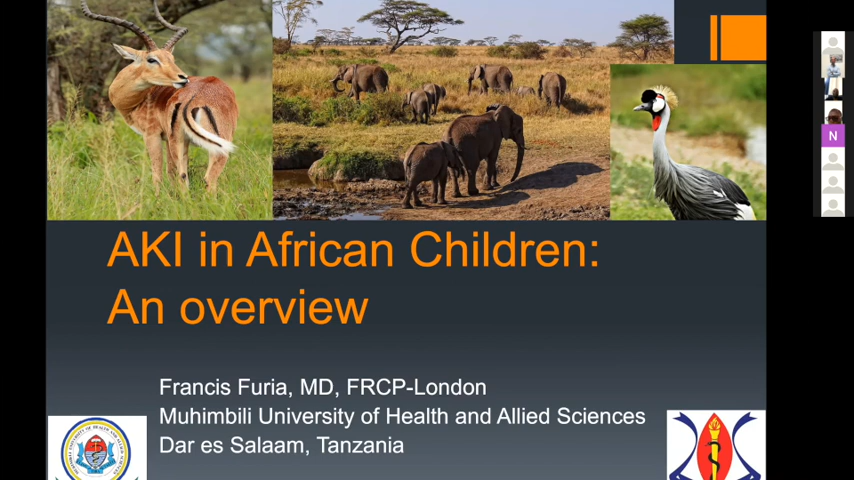 AKI in African Children:
An overview
Francis Furia, MD, FRCP-London
Muhimbili University of Health and Allied Sciences
Dar es Salaam, Tanzania
N